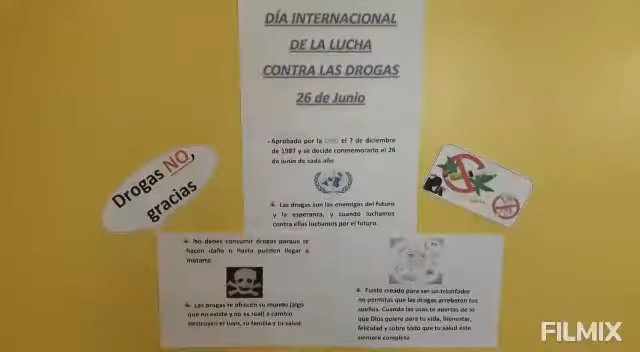 DÍA INTERNACIONAL
DE LA LUCHA
CONTRA LAS DROGAS
26 de Junio
Aprobado por la ONU el 7 de diciembre
de 1987 y se decide conmemorarlo el 26
de junio de cada año.
Drogas NO,
gracias
Las drogas son las enemigas del futuro
y la esperanza, y cuando luchamos
contra ellas luchamos por el futuro.
No debes consumir drogas porque se
hacen daño o hasta pueden llegar a
matarte.
Las drogas te ofrecen su mundo (algo
que no existe y no es real) a cambio
destruyen el tuyo, su familia y tu salud.
Fuiste creado para ser un triunfador
no permitas que las drogas arrebaten tus
sueños. Cuando las usas te apartas de lo
que Dios quiere para tu vida, bienestar,
felicidad y sobre todo que tu salud este
siempre completa
FILMIX